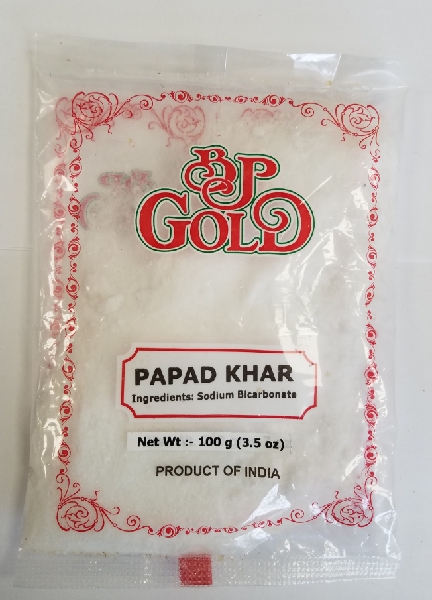 BP
GOLD
PAPAD KHAR
Ingredients: Sodium Bicarbonate
Net Wt :- 100 g (3.5 oz)
PRODUCT OF INDIA